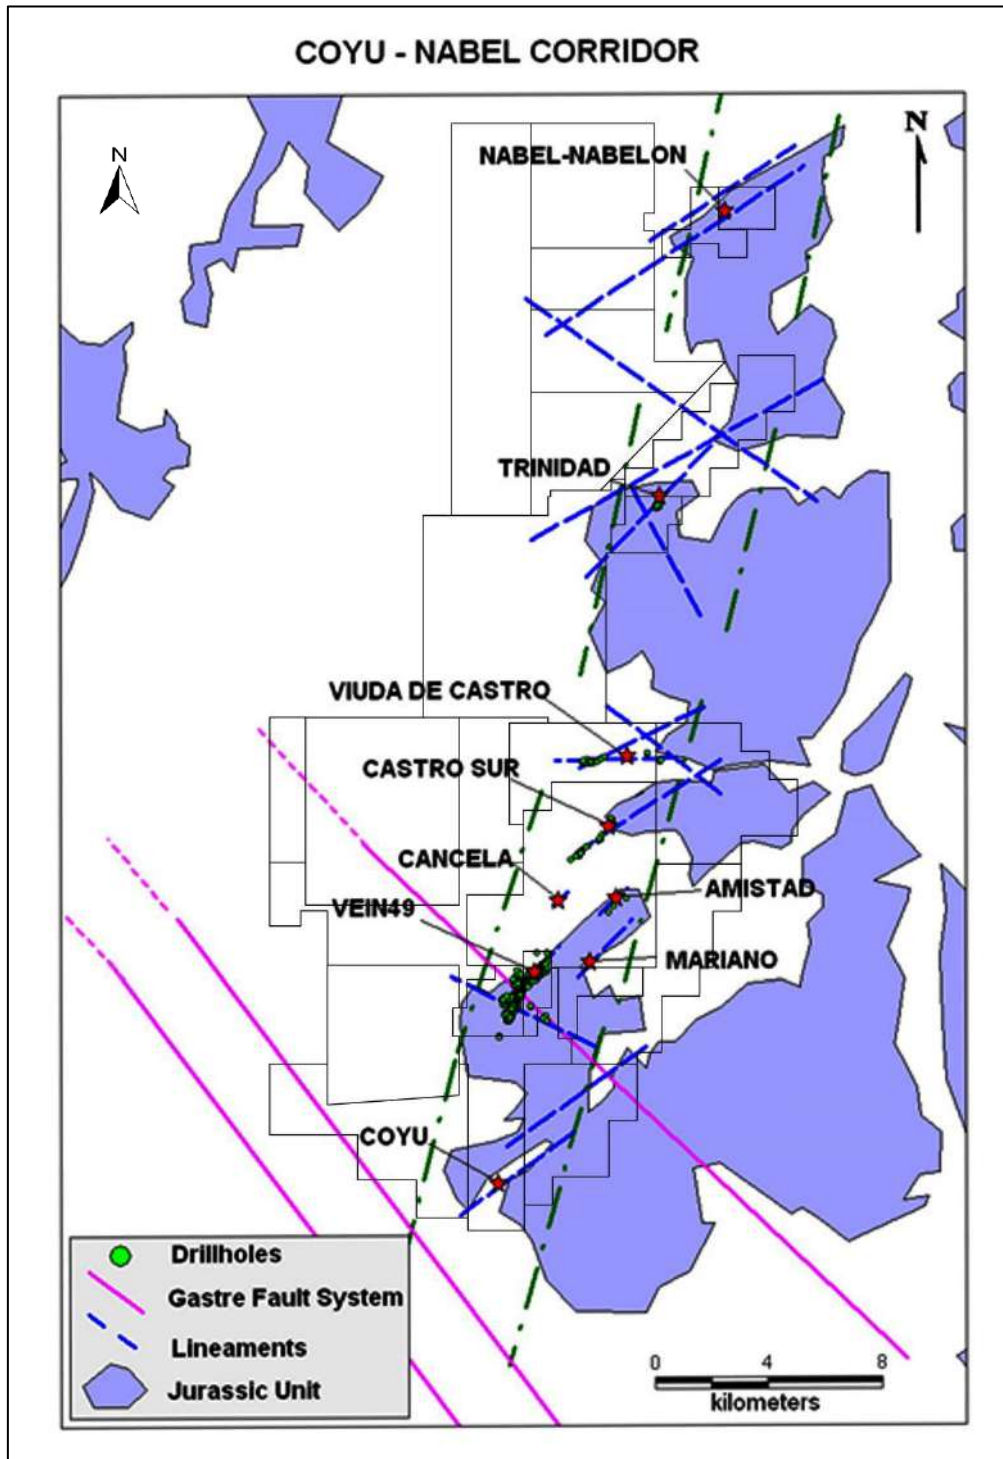 COYU - NABEL CORRIDOR
N
N
NABEL-NABELON
TRINIDAD
VIUDA DE CASTRO
CASTRO SUR
CANCELA
AMISTAD
VEIN49
MARIANO
COYU
Drillholes
Gastre Fault System
Lineaments
Jurassic Unit
0 4 8
kilometers